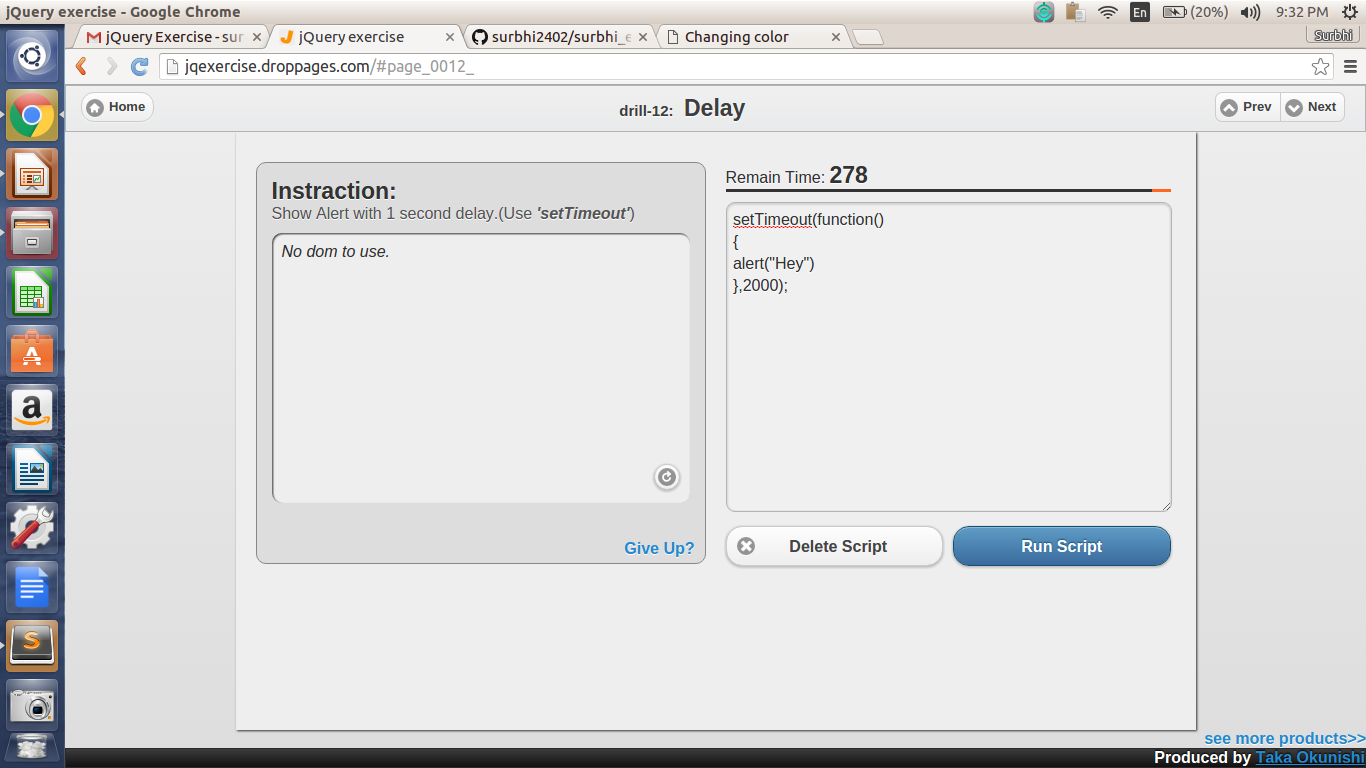 jQuery exercise - Google Chrome
En
(20%)
9:32 PM
jQuery Exercise - sur
jQuery exercise
surbhi2402/surbhi_e
Changing color
Surbhi
jqexercise.droppages.com/#page_0012_
Home
drill-12: Delay
Prev
Next
Instraction:
Show Alert with 1 second delay.(Use 'setTimeout')
No dom to use.
Give Up?
Remain Time: 278
setTimeout(function()
{
alert("Hey")
},2000);
Delete Script
Run Script
see more products>>
Produced by Taka Okunishi